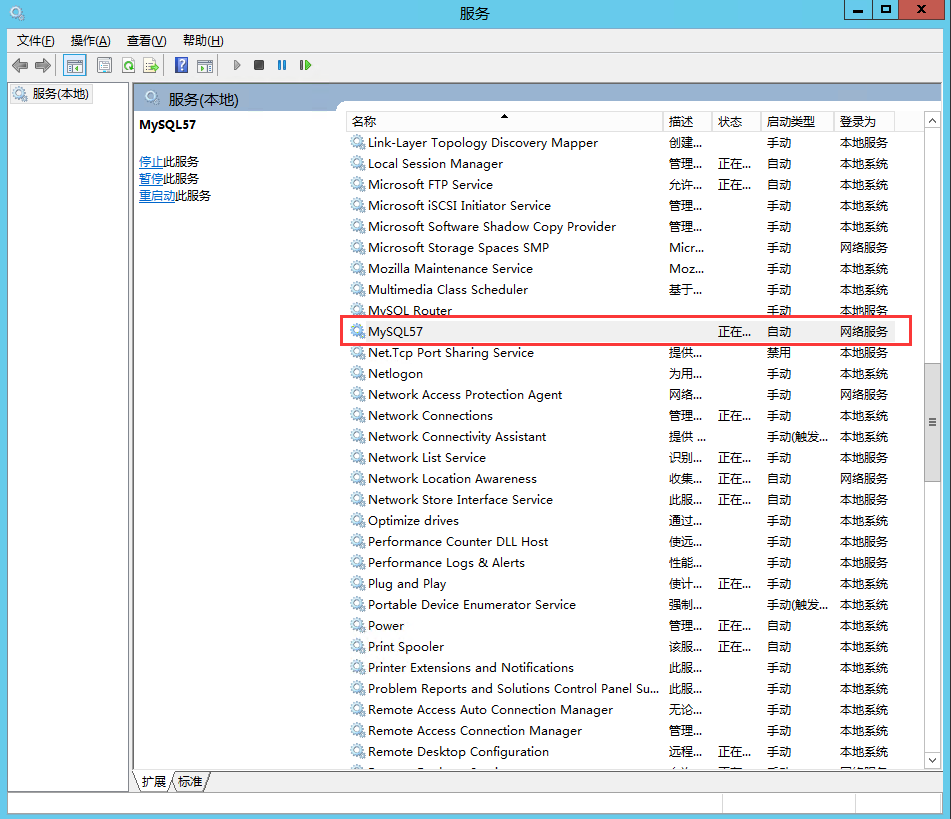 服务
文件(F) 操作(A) 查看(V) 帮助(H)
服务(本地)
服务(本地)
MySQL57
停止此服务
暂停此服务
重启动此服务
名称 描述 状态 启动类型 登录为
Link-Layer Topology Discovery Mapper 创建... 手动 本地服务
Local Session Manager 管理... 正在... 自动 本地系统
Microsoft FTP Service 允许... 正在... 自动 本地系统
Microsoft iSCSI Initiator Service 管理... 手动 本地系统
Microsoft Software Shadow Copy Provider 管理... 手动 本地系统
Microsoft Storage Spaces SMP Micr... 手动 网络服务
Mozilla Maintenance Service Moz... 手动 本地系统
Multimedia Class Scheduler 基于... 手动 本地系统
MySQL Router 手动 本地服务
MySQL57 正在... 自动 网络服务
Net.Tcp Port Sharing Service 提供... 禁用 本地服务
Netlogon 为用... 手动 本地系统
Network Access Protection Agent 网络... 手动 网络服务
Network Connections 管理... 正在... 手动 本地系统
Network Connectivity Assistant 提供 ... 手动(触发... 本地系统
Network List Service 识别... 正在... 手动 本地服务
Network Location Awareness 收集... 正在... 自动 网络服务
Network Store Interface Service 此服... 正在... 自动 本地服务
Optimize drives 通过... 手动 本地系统
Performance Counter DLL Host 使远... 手动 本地服务
Performance Logs & Alerts 性能... 手动 本地服务
Plug and Play 使计... 正在... 手动 本地系统
Portable Device Enumerator Service 强制... 手动(触发... 本地系统
Power 管理... 正在... 自动 本地系统
Print Spooler 该服... 正在... 自动 本地系统
Printer Extensions and Notifications 此服... 手动 本地系统
Problem Reports and Solutions Control Panel Su... 此服... 手动 本地系统
Remote Access Auto Connection Manager 无论... 手动 本地系统
Remote Access Connection Manager 管理... 手动 本地系统
Remote Desktop Configuration 远程... 正在... 手动 本地系统
扩展 标准